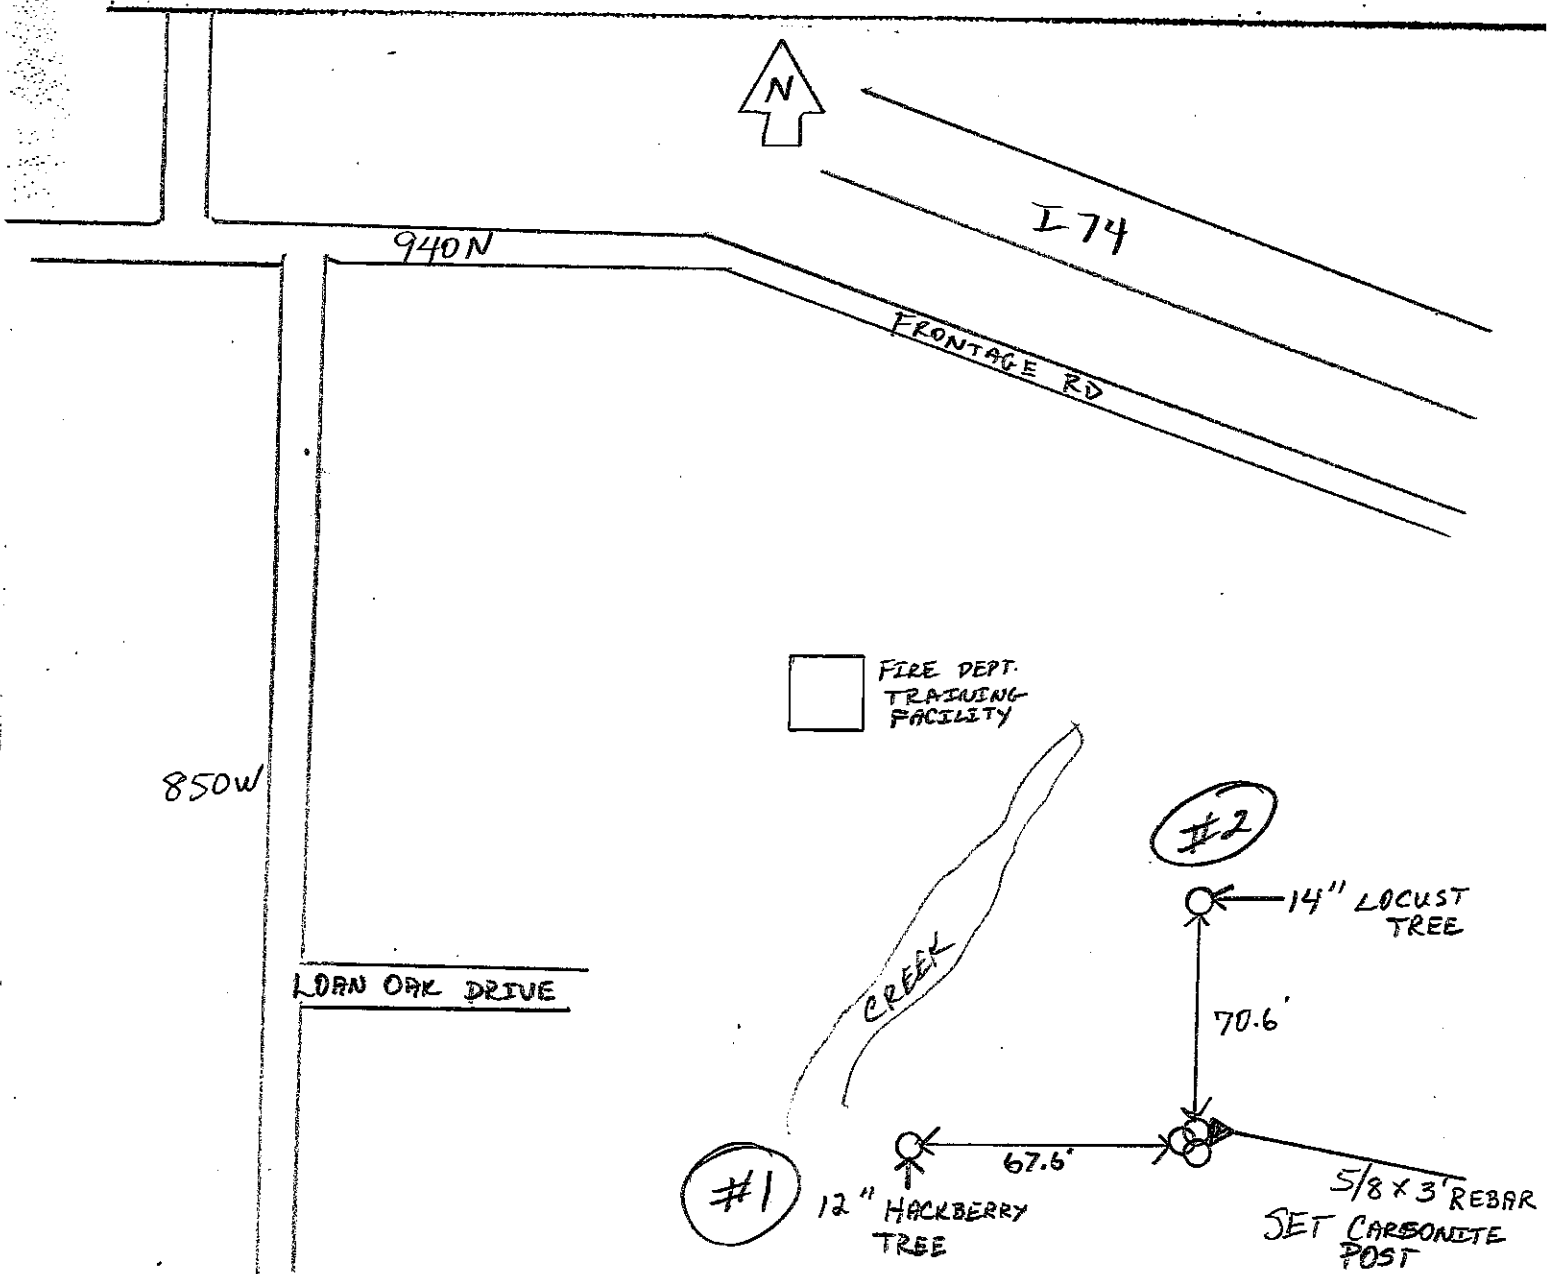 N
I 74
940N
FRONTAGE RD
FIRE DEPT.
TRAINING
FACILITY
850W
#2
14" LOCUST
TREE
CREEK
LOAN OAK DRIVE
70.6'
67.6'
#1
12" HACKBERRY
TREE
5/8 x 3' REBAR
SET CARBONITE
POST